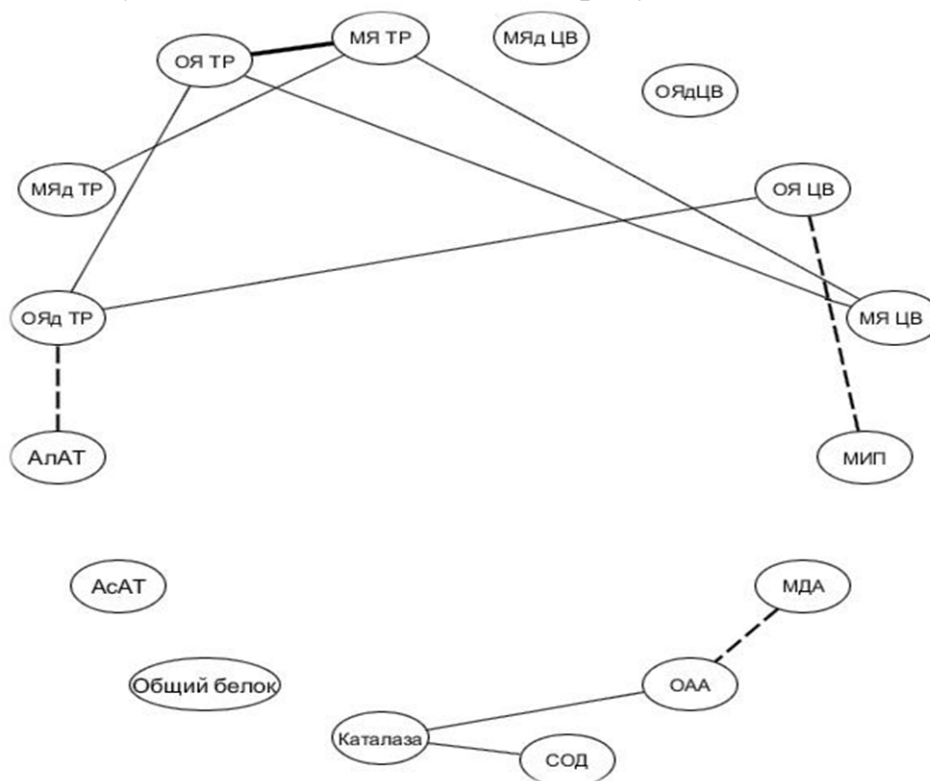 МЯ ТР
МЯд ЦВ
ОЯ ТР
ОЯдЦВ
МЯд ТР
ОЯ ЦВ
ОЯд ТР
МЯ ЦВ
АлАТ
МИП
АсАТ
МДА
Общий белок
ОАА
Каталаза
СОД